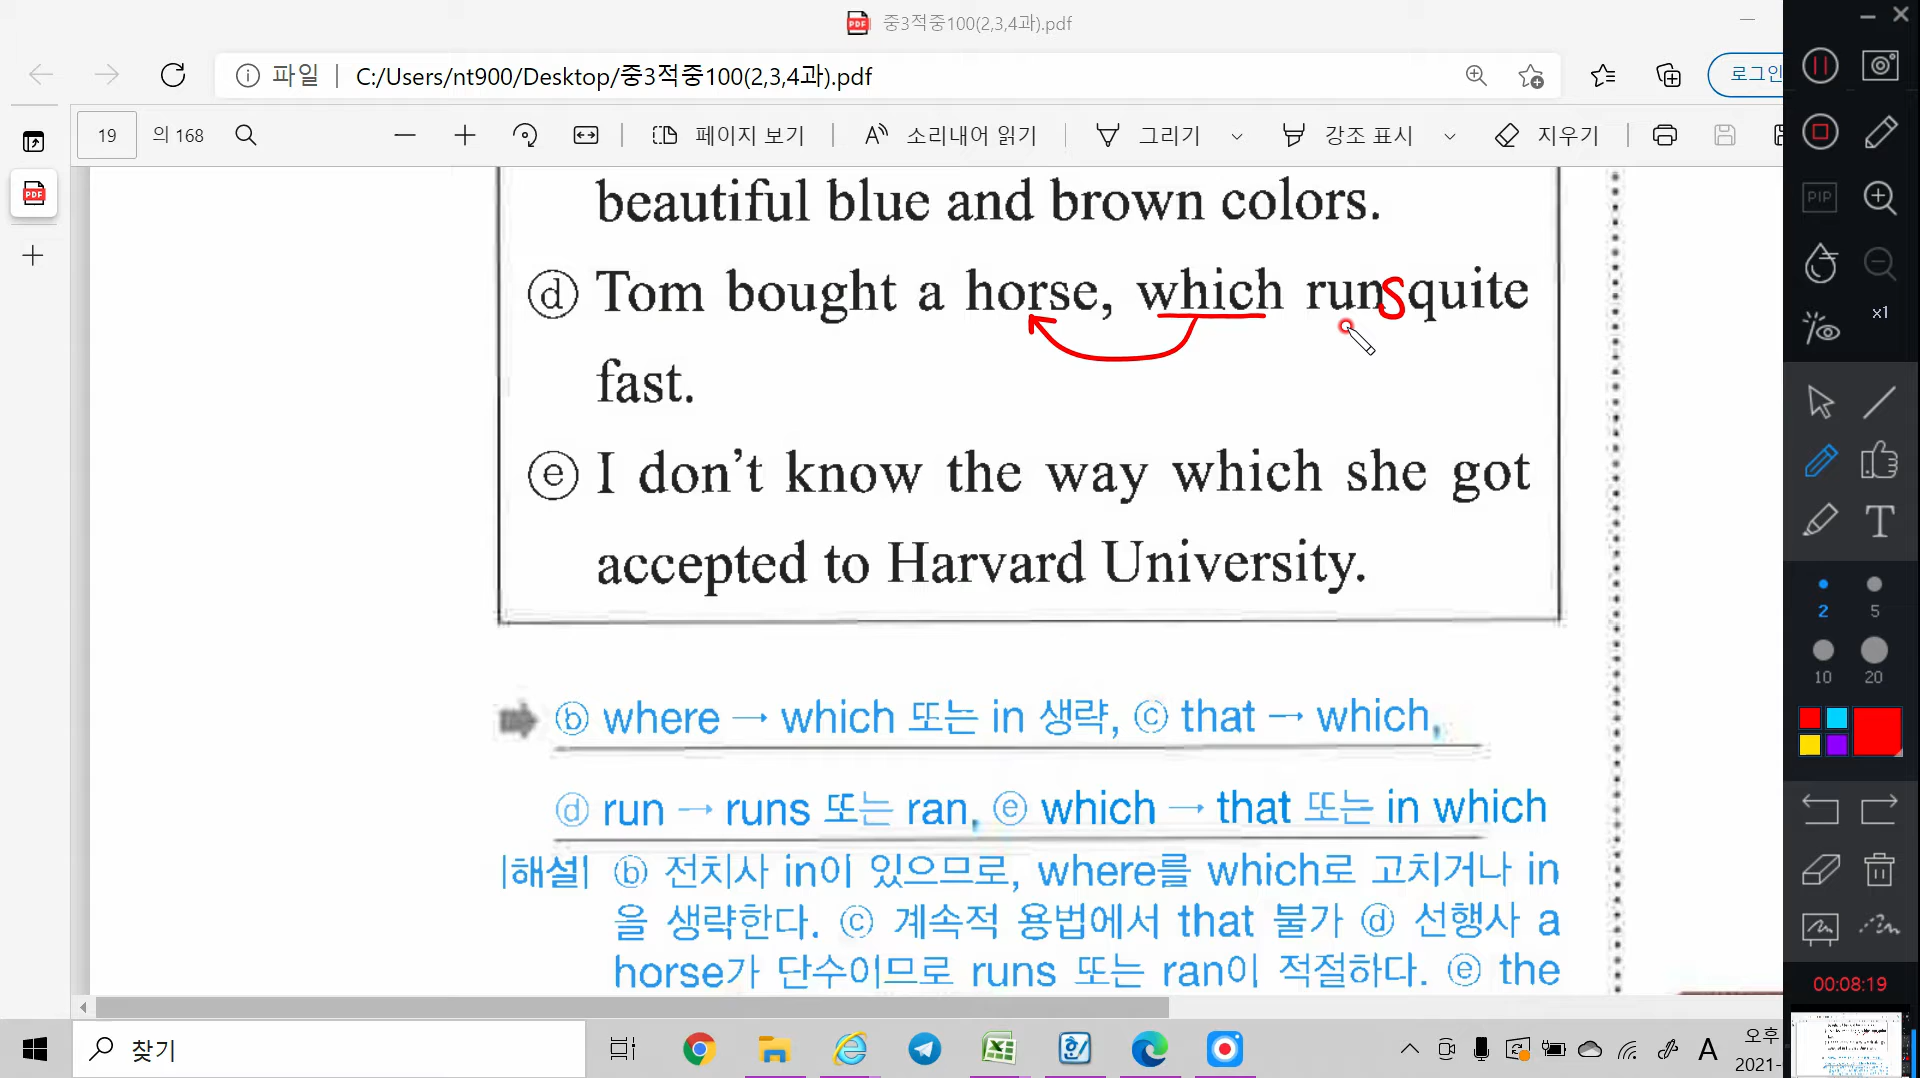 중3적중100(2,3,4과).pdf
파일 | C:/Users/nt900/Desktop/중3적중100(2,3,4과).pdf
로그인
19 의 168 페이지 보기 소리내어 읽기 그리기 강조 표시 지우기
beautiful blue and brown colors.
ⓓ Tom bought a horse, which runs quite
fast.
ⓔ I don't know the way which she got
accepted to Harvard University.
ⓑ where → which 또는 in 생략, ⓒ that → which,
ⓓ run → runs 또는 ran, ⓔ which → that 또는 in which
|해설| ⓑ 전치사 in이 있으므로, where를 which로 고치거나 in
을 생략한다. ⓒ 계속적 용법에서 that 불가 ⓓ 선행사 a
horse가 단수이므로 runs 또는 ran이 적절하다. ⓔ the
찾기
A
오후
2021-
PIP
x1
T
2 5
10 20
00:08:19